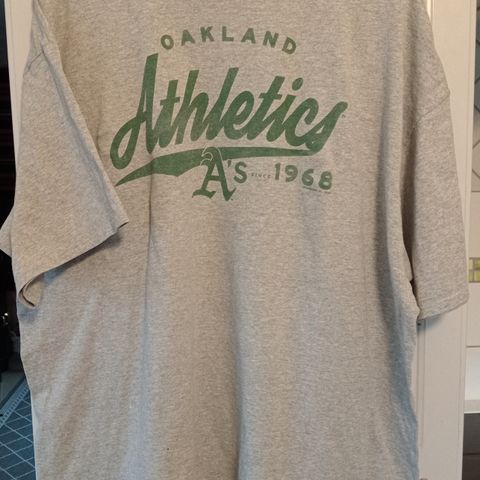 OAKLAND
Athletics
A's SINCE 1968